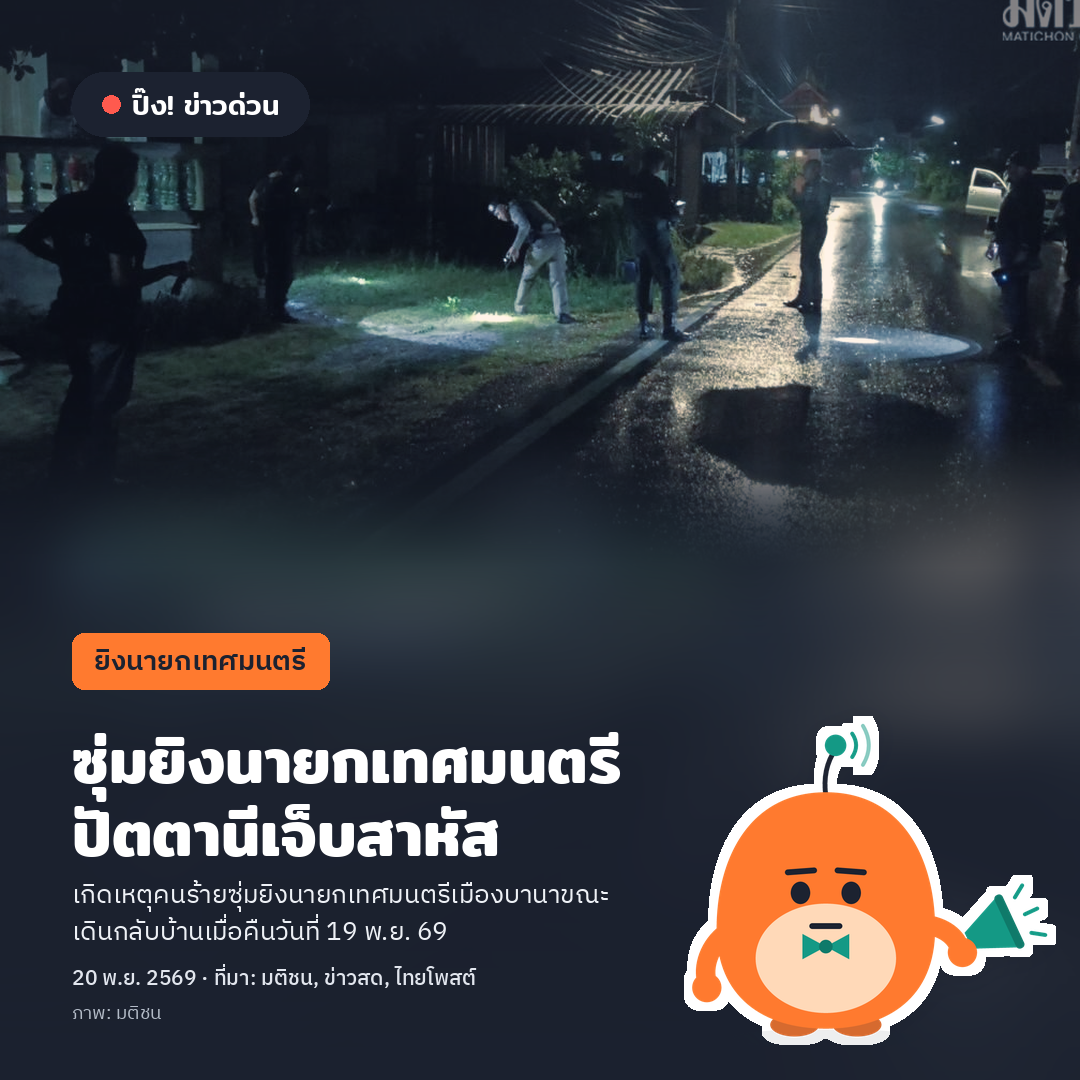 MATICHON
ปิ๊ง! ข่าวด่วน
ยิงนายกเทศมนตรี
ซุ่มยิงนายกเทศมนตรี
ปัตตานีเจ็บสาหัส
เกิดเหตุคนร้ายซุ่มยิงนายกเทศมนตรีเมืองบานาขณะ
เดินกลับบ้านเมื่อคืนวันที่ 19 พ.ย. 69
20 พ.ย. 2569 · ที่มา: มติชน, ข่าวสด, ไทยโพสต์
ภาพ: มติชน